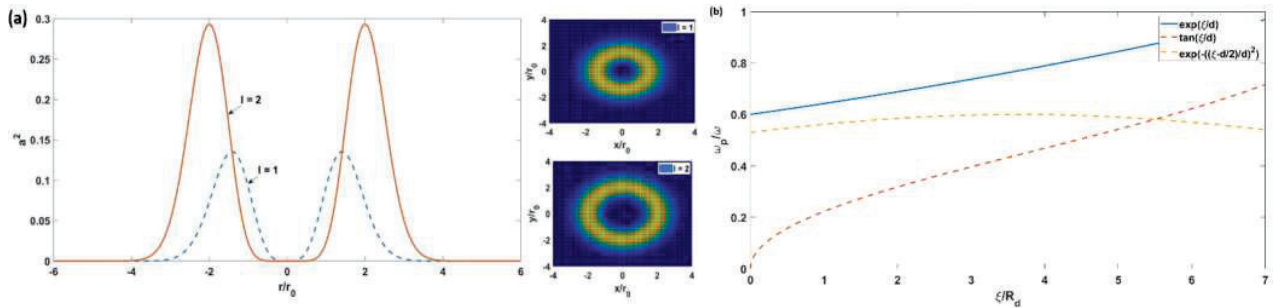 (a)
0.3
0.25
0.2
0.15
0.1
0.05
0
a²
l = 2
l = 1
-6 -4 -2 0 2 4 6
r/r₀
l = 1
4
2
0
-2
-4
y/r₀
-4 -2 0 2 4
x/r₀
l = 2
4
2
0
-2
-4
y/r₀
-4 -2 0 2 4
x/r₀
(b)
1
0.8
0.6
0.4
0.2
0
ωₚ/ω
exp(ξ/d)
tan(ξ/d)
exp(-((ξ-d/2)/d)²)
0 1 2 3 4 5 6 7
ξ/R_d